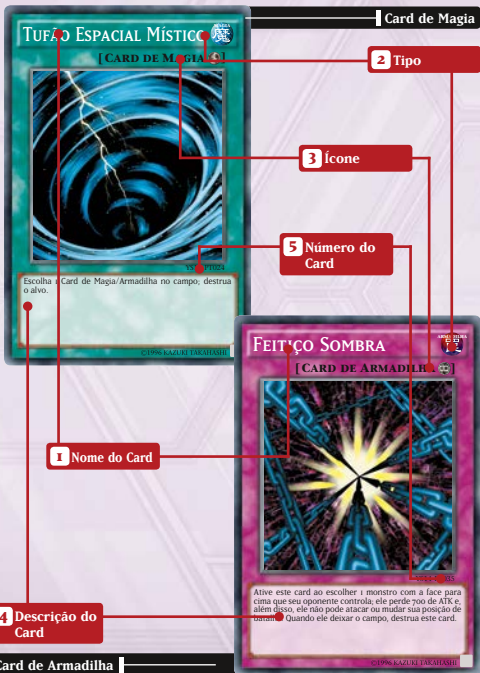 Card de Magia
Tufão Espacial Místico
MAGIA
[Card de Magia]
2 Tipo
3 Ícone
5 Número do
Card
Escolha 1 Card de Magia/Armadilha no campo; destrua
o alvo.
©1996 KAZUKI TAKAHASHI
Feitiço Sombra
ARMADILHA
[Card de Armadilha]
1 Nome do Card
Ative este card ao escolher 1 monstro com a face para
cima que seu oponente controla; ele perde 700 de ATK e,
além disso, ele não pode atacar ou mudar sua posição de
batalha. Quando ele deixar o campo, destrua este card.
4 Descrição do
Card
©1996 KAZUKI TAKAHASHI
Card de Armadilha